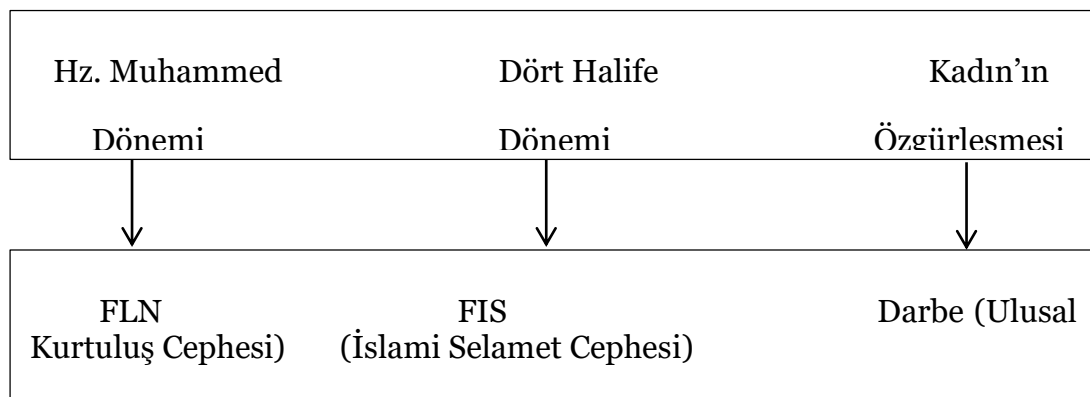 Hz. Muhammed Dört Halife Kadın’ın
Dönemi Dönemi Özgürleşmesi
FLN FIS Darbe (Ulusal
Kurtuluş Cephesi) (İslami Selamet Cephesi)